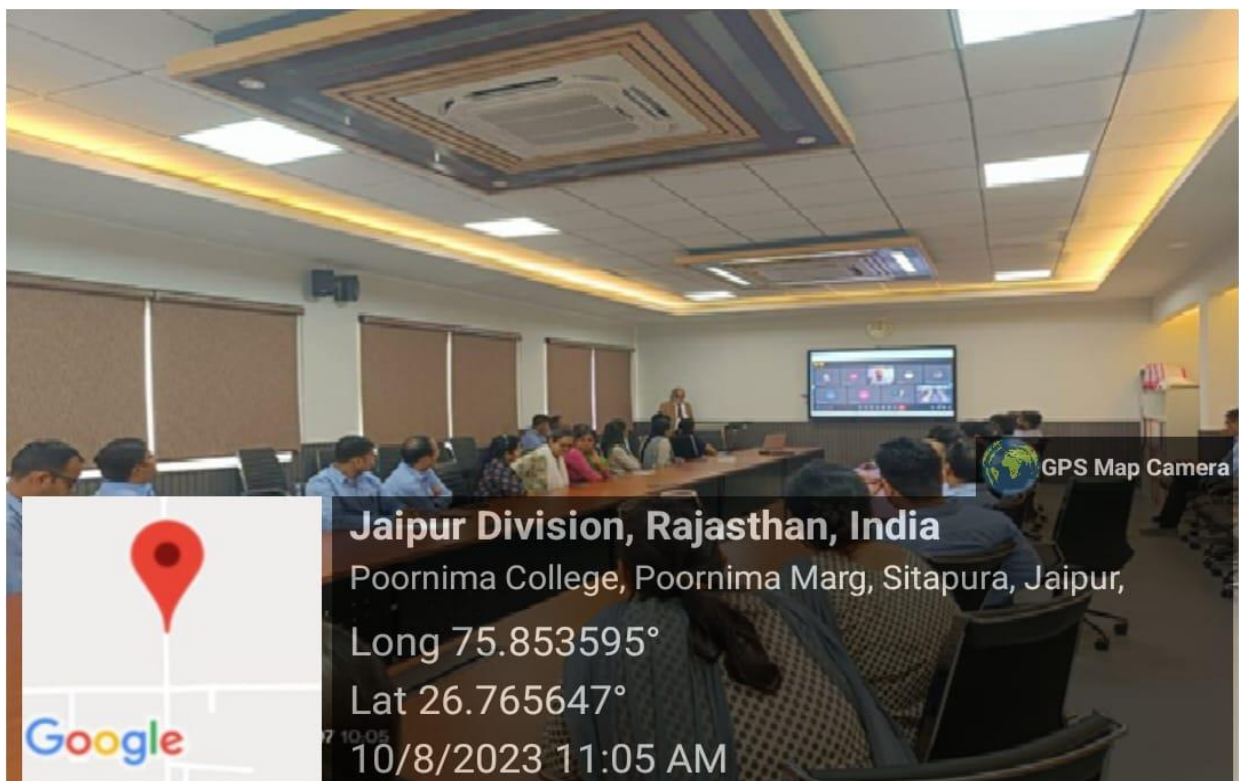 GPS Map Camera
Jaipur Division, Rajasthan, India
Poornima College, Poornima Marg, Sitapura, Jaipur,
Long 75.853595°
Lat 26.765647°
10/8/2023 11:05 AM
Google